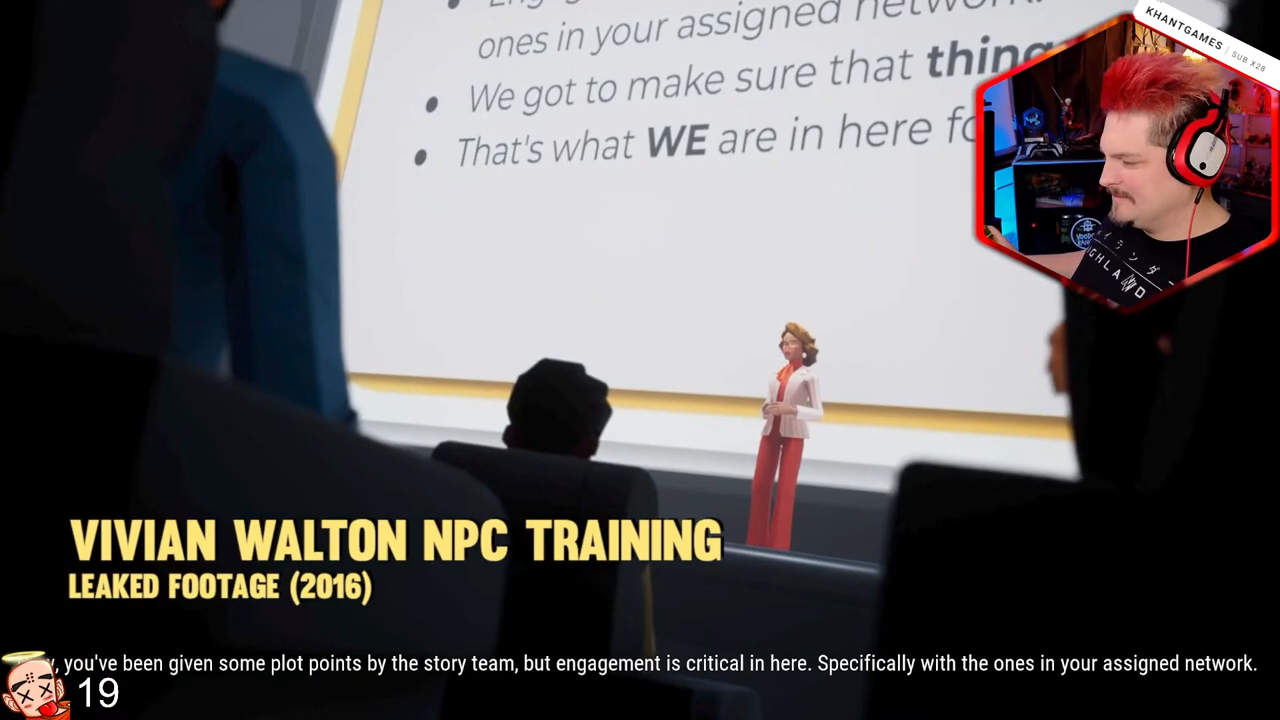 ones in your assigned network.
• We got to make sure that
• That's what WE are in here
KHANTGAMES | SUB X28
VIVIAN WALTON NPC TRAINING
LEAKED FOOTAGE (2016)
you've been given some plot points by the story team, but engagement is critical in here. Specifically with the ones in your assigned network.
19